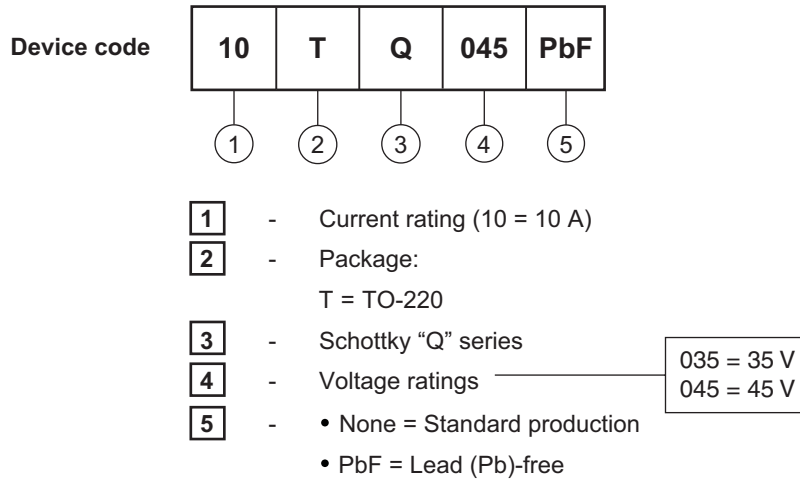 Device code 10 T Q 045 PbF
1 2 3 4 5
1 - Current rating (10 = 10 A)
2 - Package:
T = TO-220
3 - Schottky “Q” series
4 - Voltage ratings
035 = 35 V
045 = 45 V
5 - • None = Standard production
• PbF = Lead (Pb)-free